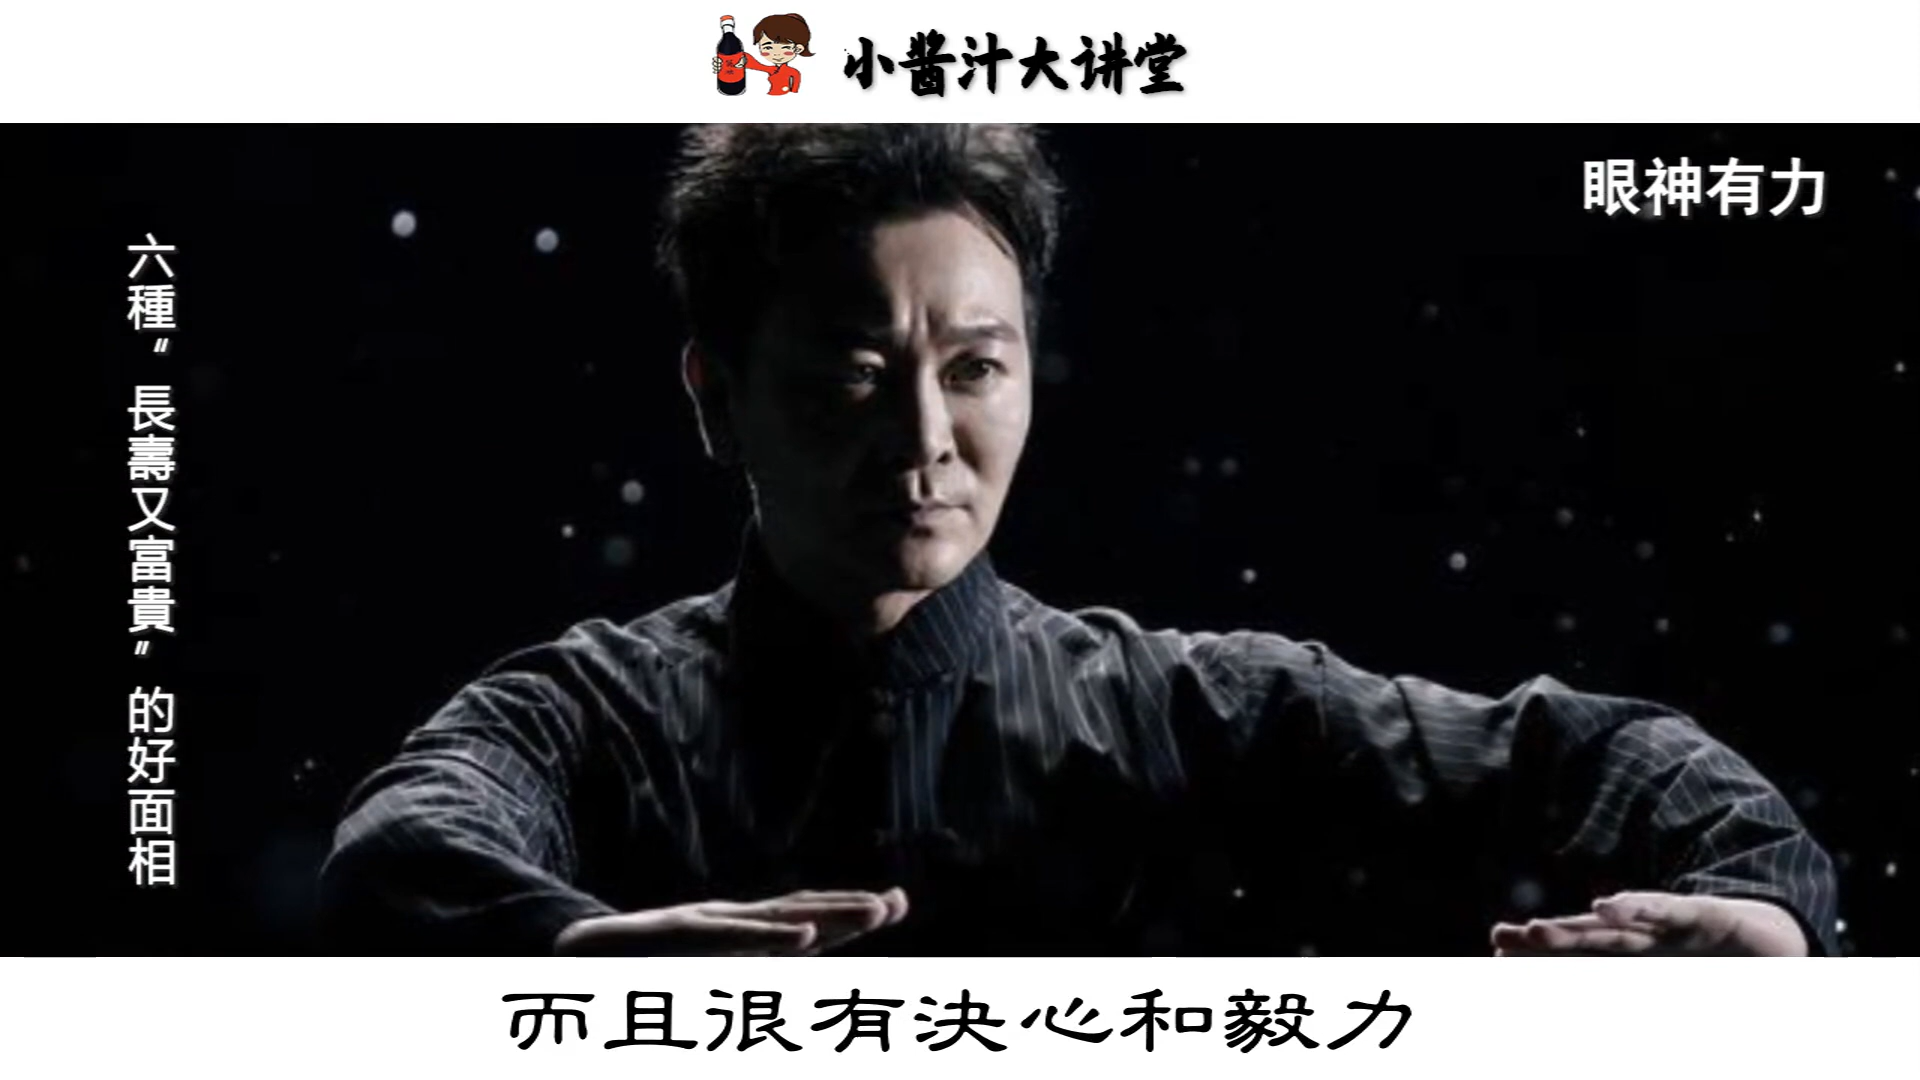 小酱汁大讲堂
眼神有力
六種“長壽又富貴”的好面相
而且很有決心和毅力